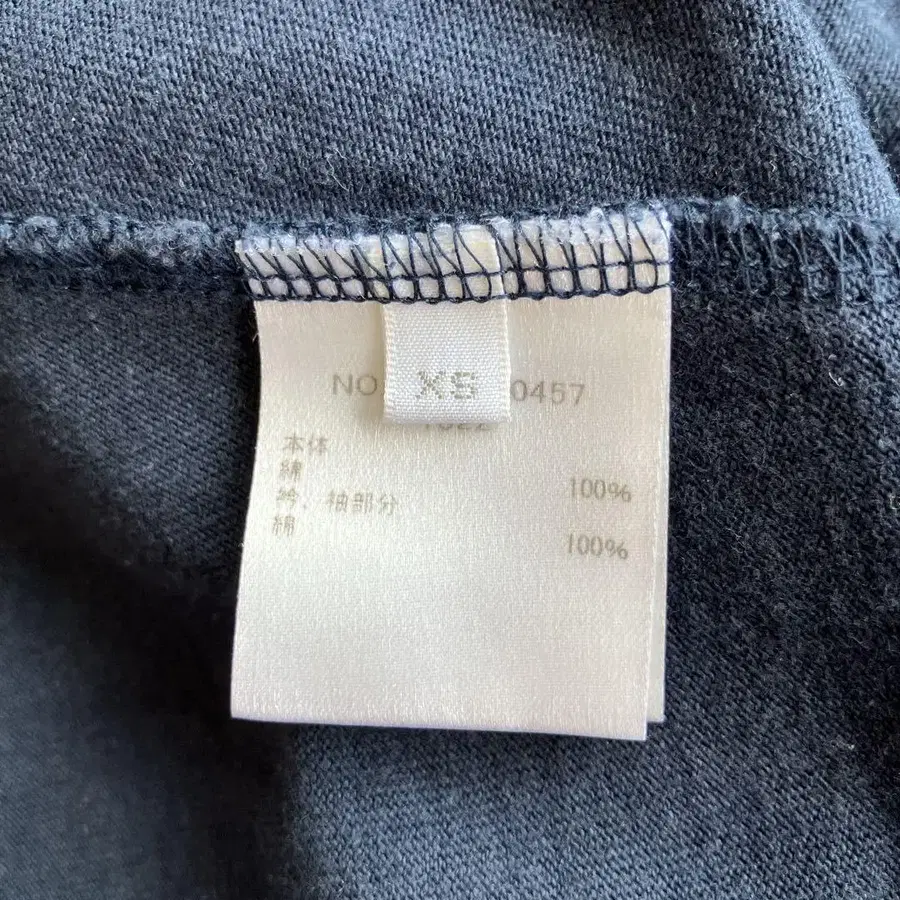 XS
NO. 0457
本体
綿 100%
衿、袖部分
綿 100%